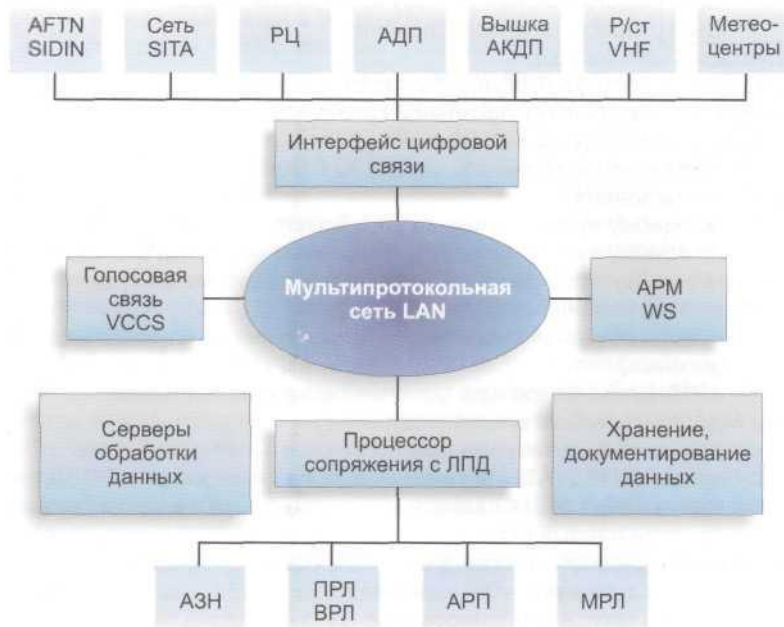 AFTN
SIDIN
Сеть
SITA
РЦ
АДП
Вышка
АКДП
Р/ст
VHF
Метео-
центры
Интерфейс цифровой
связи
Голосовая
связь
VCCS
Мультипротокольная
сеть LAN
АРМ
WS
Серверы
обработки
данных
Процессор
сопряжения с ЛПД
Хранение,
документирование
данных
АЗН
ПРЛ
ВРЛ
АРП
МРЛ